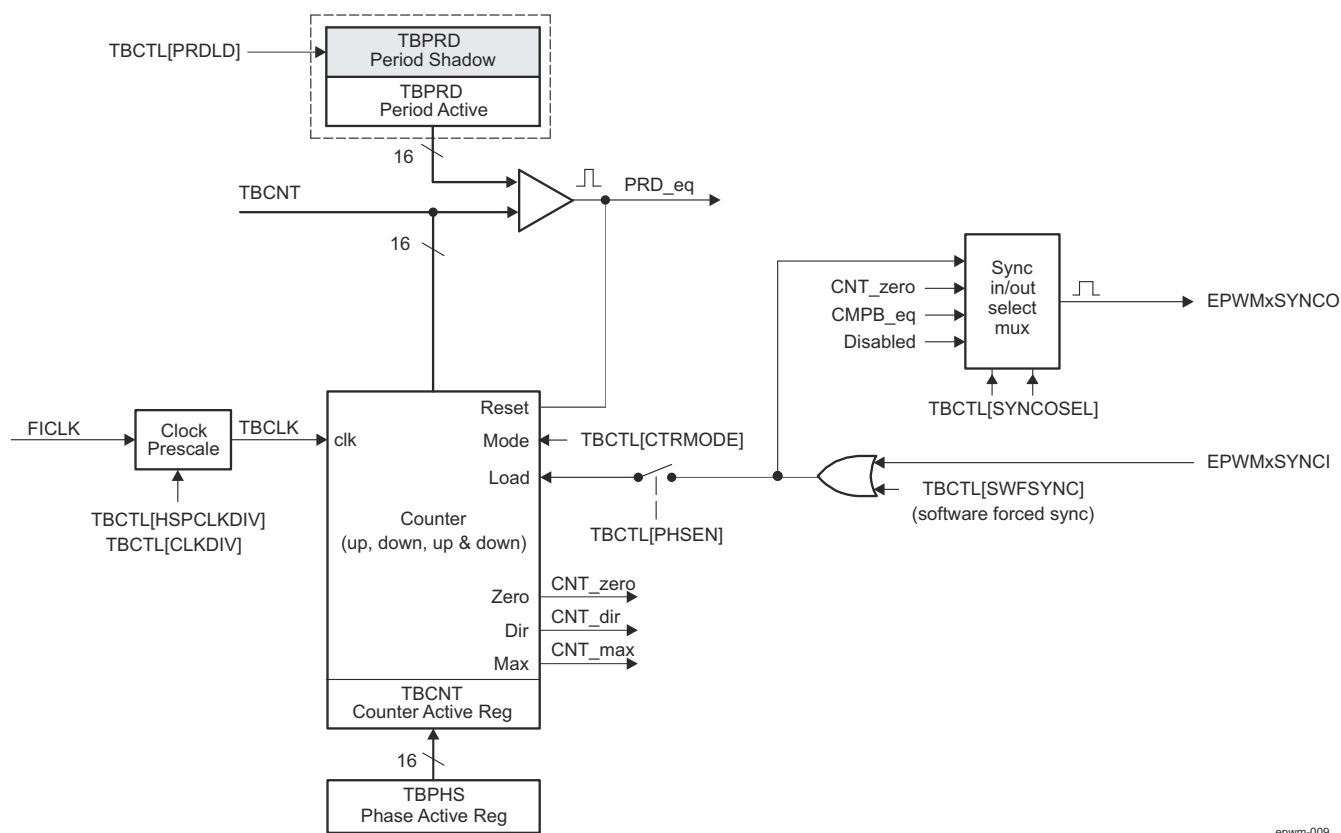 TBPRD
Period Shadow
TBCTL[PRDLD]
TBPRD
Period Active
16
TBCNT
PRD_eq
16
Sync
in/out
select
mux
CNT_zero
CMPB_eq
Disabled
EPWMxSYNCO
TBCTL[SYNCOSEL]
FICLK
Clock
Prescale
TBCLK
clk
Reset
Mode
TBCTL[CTRMODE]
Load
EPWMxSYNCI
TBCTL[SWFSYNC]
(software forced sync)
TBCTL[HSPCLKDIV]
TBCTL[CLKDIV]
Counter
(up, down, up & down)
TBCTL[PHSEN]
Zero
CNT_zero
Dir
CNT_dir
Max
CNT_max
TBCNT
Counter Active Reg
16
TBPHS
Phase Active Reg
epwm-009